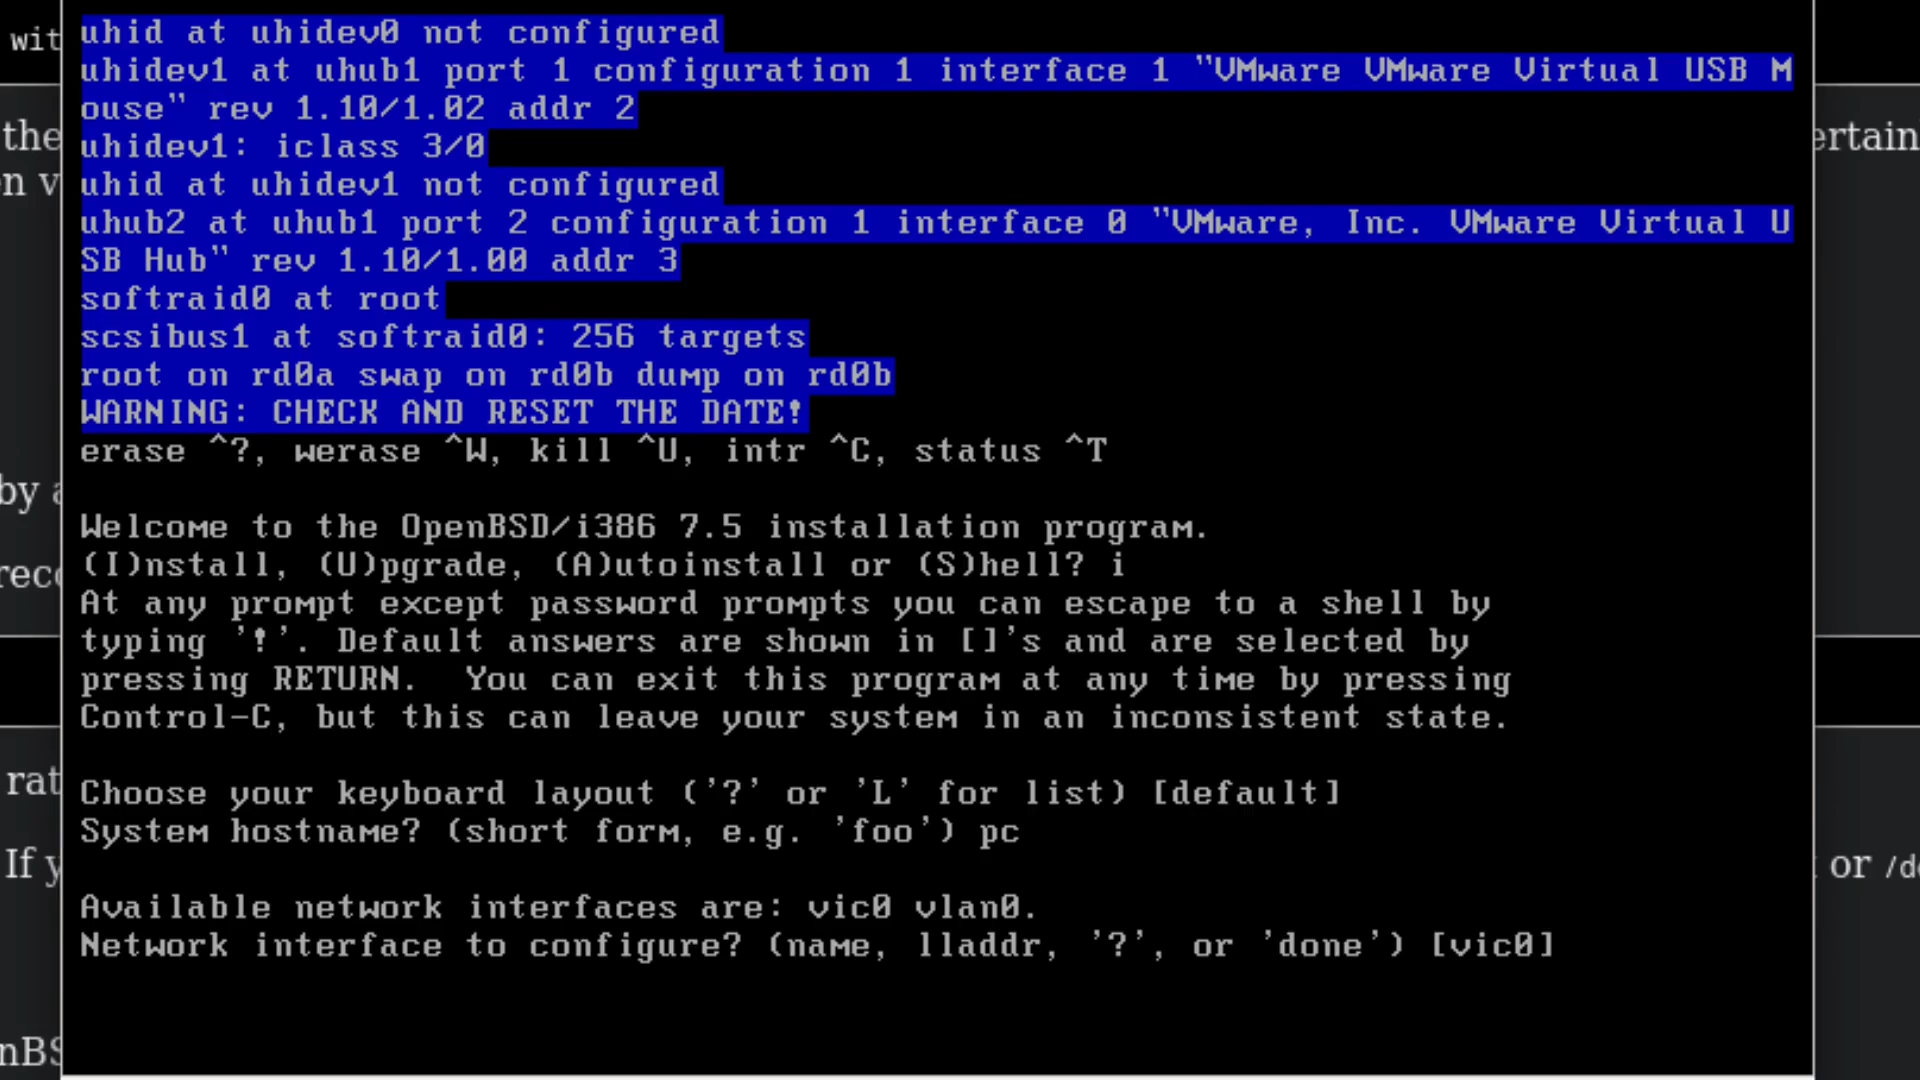 uhid at uhidev0 not configured
uhidev1 at uhub1 port 1 configuration 1 interface 1 "VMware VMware Virtual USB M
ouse" rev 1.10/1.02 addr 2
uhidev1: iclass 3/0
uhid at uhidev1 not configured
uhub2 at uhub1 port 2 configuration 1 interface 0 "VMware, Inc. VMware Virtual U
SB Hub" rev 1.10/1.00 addr 3
softraid0 at root
scsibus1 at softraid0: 256 targets
root on rd0a swap on rd0b dump on rd0b
WARNING: CHECK AND RESET THE DATE!
erase ^?, werase ^W, kill ^U, intr ^C, status ^T
Welcome to the OpenBSD/i386 7.5 installation program.
(I)nstall, (U)pgrade, (A)utoinstall or (S)hell? i
At any prompt except password prompts you can escape to a shell by
typing '!'. Default answers are shown in []'s and are selected by
pressing RETURN.  You can exit this program at any time by pressing
Control-C, but this can leave your system in an inconsistent state.
Choose your keyboard layout ('?' or 'L' for list) [default]
System hostname? (short form, e.g. 'foo') pc
Available network interfaces are: vic0 vlan0.
Network interface to configure? (name, lladdr, '?', or 'done') [vic0]
wit
the
n v
by
rec
rat
If
nBS
ertain
or /d